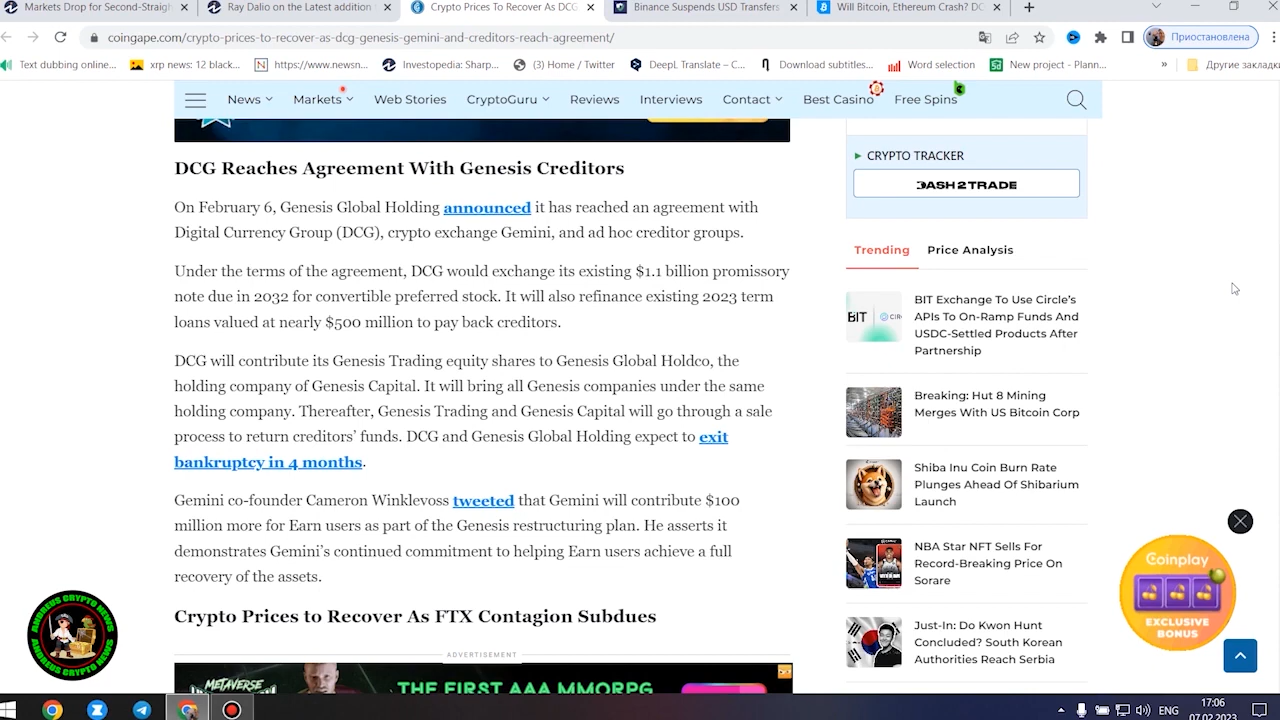 Markets Drop for Second-Straigh
Ray Dalio on the Latest addition
Crypto Prices To Recover As DCG
Binance Suspends USD Transfers
Will Bitcoin, Ethereum Crash? DC
coingape.com/crypto-prices-to-recover-as-dcg-genesis-gemini-and-creditors-reach-agreement/
Приостановлена
Text dubbing online...
xrp news: 12 black...
https://www.newsn...
Investopedia: Sharp...
(3) Home / Twitter
DeepL Translate – C...
Download subtitles...
Word selection
New project - Plann...
»
Другие закладки
News
Markets
Web Stories
CryptoGuru
Reviews
Interviews
Contact
Best Casino
Free Spins
DCG Reaches Agreement With Genesis Creditors
On February 6, Genesis Global Holding announced it has reached an agreement with
Digital Currency Group (DCG), crypto exchange Gemini, and ad hoc creditor groups.
Under the terms of the agreement, DCG would exchange its existing $1.1 billion promissory
note due in 2032 for convertible preferred stock. It will also refinance existing 2023 term
loans valued at nearly $500 million to pay back creditors.
DCG will contribute its Genesis Trading equity shares to Genesis Global Holdco, the
holding company of Genesis Capital. It will bring all Genesis companies under the same
holding company. Thereafter, Genesis Trading and Genesis Capital will go through a sale
process to return creditors' funds. DCG and Genesis Global Holding expect to exit
bankruptcy in 4 months.
Gemini co-founder Cameron Winklevoss tweeted that Gemini will contribute $100
million more for Earn users as part of the Genesis restructuring plan. He asserts it
demonstrates Gemini's continued commitment to helping Earn users achieve a full
recovery of the assets.
Crypto Prices to Recover As FTX Contagion Subdues
ADVERTISEMENT
METAVERSE
THE FIRST AAA MMORPG
CRYPTO TRACKER
DASH 2 TRADE
Trending
Price Analysis
BIT
CIR
BIT Exchange To Use Circle's
APIs To On-Ramp Funds And
USDC-Settled Products After
Partnership
Breaking: Hut 8 Mining
Merges With US Bitcoin Corp
Shiba Inu Coin Burn Rate
Plunges Ahead Of Shibarium
Launch
NBA Star NFT Sells For
Record-Breaking Price On
Sorare
Just-In: Do Kwon Hunt
Concluded? South Korean
Authorities Reach Serbia
Coinplay
EXCLUSIVE
BONUS
ANDREUS CRYPTO NEWS
ANDREUS CRYPTO NEWS
ENG
17:06
07.02.2023